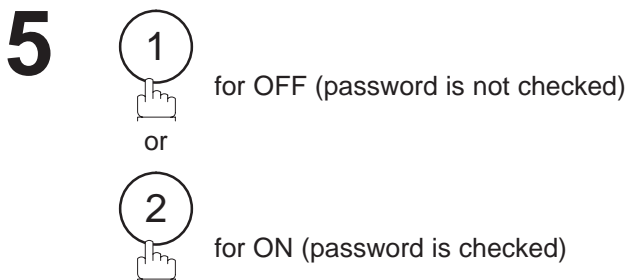 5
1
for OFF (password is not checked)
or
2
for ON (password is checked)